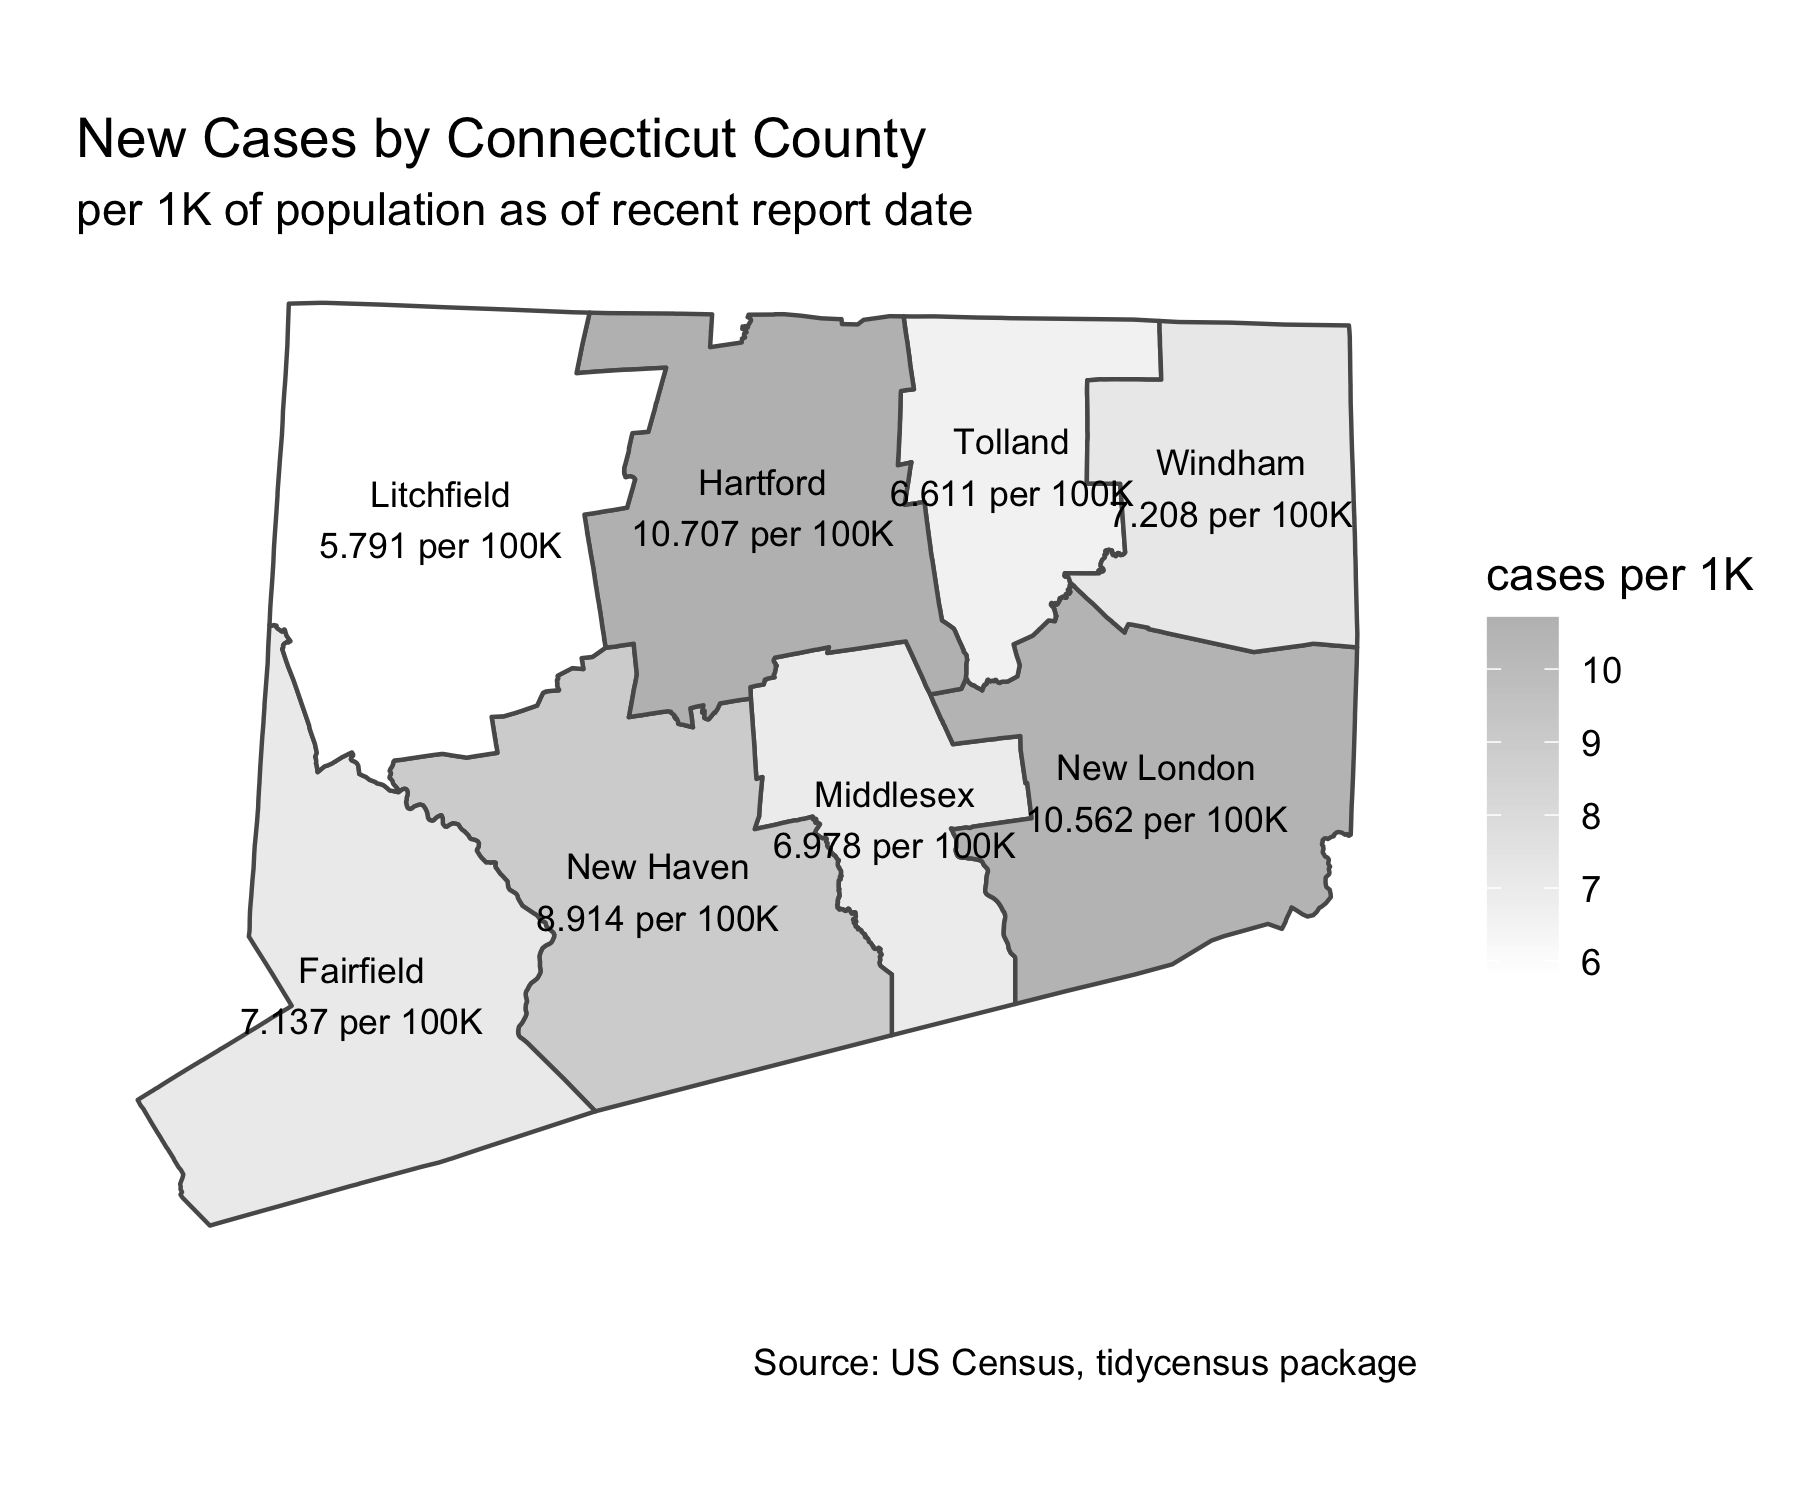 New Cases by Connecticut County
per 1K of population as of recent report date
Litchfield
5.791 per 100K
Hartford
10.707 per 100K
Tolland
6.611 per 100K
Windham
7.208 per 100K
New London
10.562 per 100K
Middlesex
6.978 per 100K
New Haven
8.914 per 100K
Fairfield
7.137 per 100K
cases per 1K
10
9
8
7
6
Source: US Census, tidycensus package